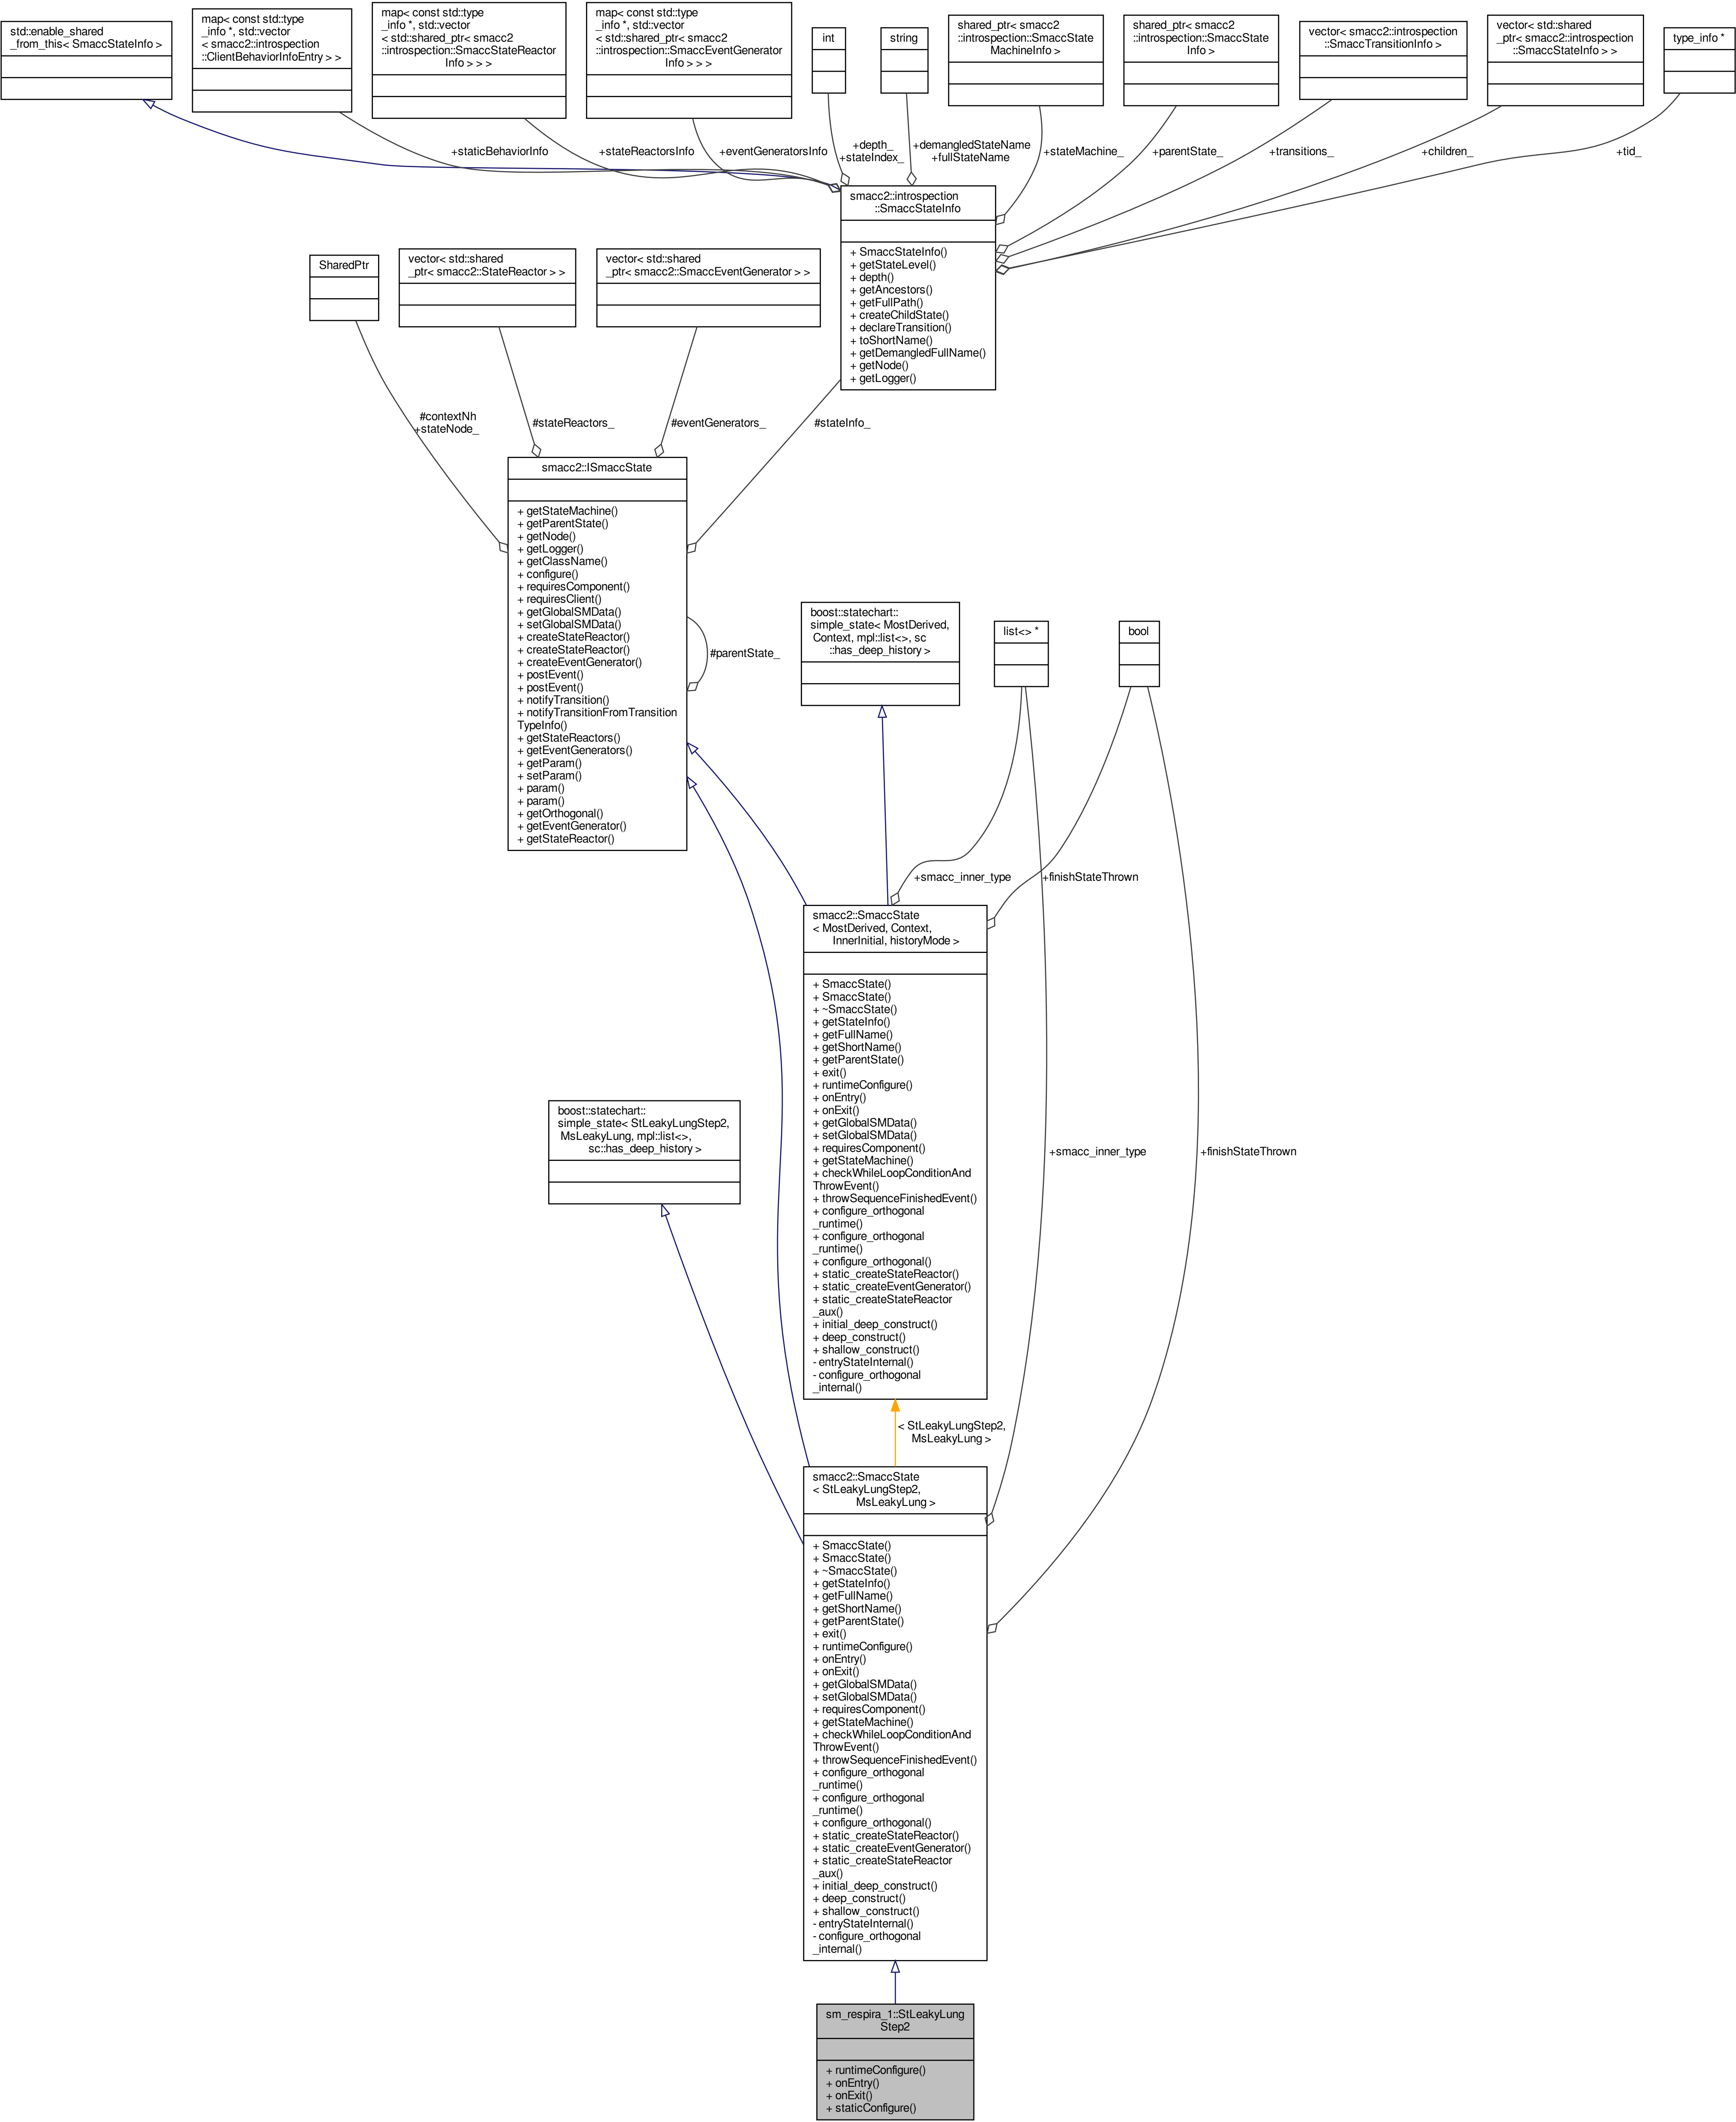 std::enable_shared
_from_this< SmaccStateInfo >
map< const std::type
_info *, std::vector
< smacc2::introspection
::ClientBehaviorInfoEntry > >
map< const std::type
_info *, std::vector
< std::shared_ptr< smacc2
::introspection::SmaccStateReactor
Info > > >
map< const std::type
_info *, std::vector
< std::shared_ptr< smacc2
::introspection::SmaccEventGenerator
Info > > >
int
string
shared_ptr< smacc2
::introspection::SmaccState
MachineInfo >
shared_ptr< smacc2
::introspection::SmaccState
Info >
vector< smacc2::introspection
::SmaccTransitionInfo >
vector< std::shared
_ptr< smacc2::introspection
::SmaccStateInfo > >
type_info *
+staticBehaviorInfo
+stateReactorsInfo
+eventGeneratorsInfo
+depth_
+stateIndex_
+demangledStateName
+fullStateName
+stateMachine_
+parentState_
+transitions_
+children_
+tid_
smacc2::introspection
::SmaccStateInfo
+ SmaccStateInfo()
+ getStateLevel()
+ depth()
+ getAncestors()
+ getFullPath()
+ createChildState()
+ declareTransition()
+ toShortName()
+ getDemangledFullName()
+ getNode()
+ getLogger()
SharedPtr
vector< std::shared
_ptr< smacc2::StateReactor > >
vector< std::shared
_ptr< smacc2::SmaccEventGenerator > >
#contextNh
+stateNode_
#stateReactors_
#eventGenerators_
#stateInfo_
smacc2::ISmaccState
+ getStateMachine()
+ getParentState()
+ getNode()
+ getLogger()
+ getClassName()
+ configure()
+ requiresComponent()
+ requiresClient()
+ getGlobalSMData()
+ setGlobalSMData()
+ createStateReactor()
+ createStateReactor()
+ createEventGenerator()
+ postEvent()
+ postEvent()
+ notifyTransition()
+ notifyTransitionFromTransition
TypeInfo()
+ getStateReactors()
+ getEventGenerators()
+ getParam()
+ setParam()
+ param()
+ param()
+ getOrthogonal()
+ getEventGenerator()
+ getStateReactor()
#parentState_
boost::statechart::
simple_state< MostDerived,
Context, mpl::list<>, sc
::has_deep_history >
list<> *
bool
+smacc_inner_type
+finishStateThrown
smacc2::SmaccState
< MostDerived, Context,
InnerInitial, historyMode >
+ SmaccState()
+ SmaccState()
+ ~SmaccState()
+ getStateInfo()
+ getFullName()
+ getShortName()
+ getParentState()
+ exit()
+ runtimeConfigure()
+ onEntry()
+ onExit()
+ getGlobalSMData()
+ setGlobalSMData()
+ requiresComponent()
+ getStateMachine()
+ checkWhileLoopConditionAnd
ThrowEvent()
+ throwSequenceFinishedEvent()
+ configure_orthogonal
_runtime()
+ configure_orthogonal
_runtime()
+ configure_orthogonal()
+ static_createStateReactor()
+ static_createEventGenerator()
+ static_createStateReactor
_aux()
+ initial_deep_construct()
+ deep_construct()
+ shallow_construct()
- entryStateInternal()
- configure_orthogonal
_internal()
boost::statechart::
simple_state< StLeakyLungStep2,
MsLeakyLung, mpl::list<>,
sc::has_deep_history >
+smacc_inner_type
+finishStateThrown
< StLeakyLungStep2,
MsLeakyLung >
smacc2::SmaccState
< StLeakyLungStep2,
MsLeakyLung >
+ SmaccState()
+ SmaccState()
+ ~SmaccState()
+ getStateInfo()
+ getFullName()
+ getShortName()
+ getParentState()
+ exit()
+ runtimeConfigure()
+ onEntry()
+ onExit()
+ getGlobalSMData()
+ setGlobalSMData()
+ requiresComponent()
+ getStateMachine()
+ checkWhileLoopConditionAnd
ThrowEvent()
+ throwSequenceFinishedEvent()
+ configure_orthogonal
_runtime()
+ configure_orthogonal
_runtime()
+ configure_orthogonal()
+ static_createStateReactor()
+ static_createEventGenerator()
+ static_createStateReactor
_aux()
+ initial_deep_construct()
+ deep_construct()
+ shallow_construct()
- entryStateInternal()
- configure_orthogonal
_internal()
sm_respira_1::StLeakyLung
Step2
+ runtimeConfigure()
+ onEntry()
+ onExit()
+ staticConfigure()